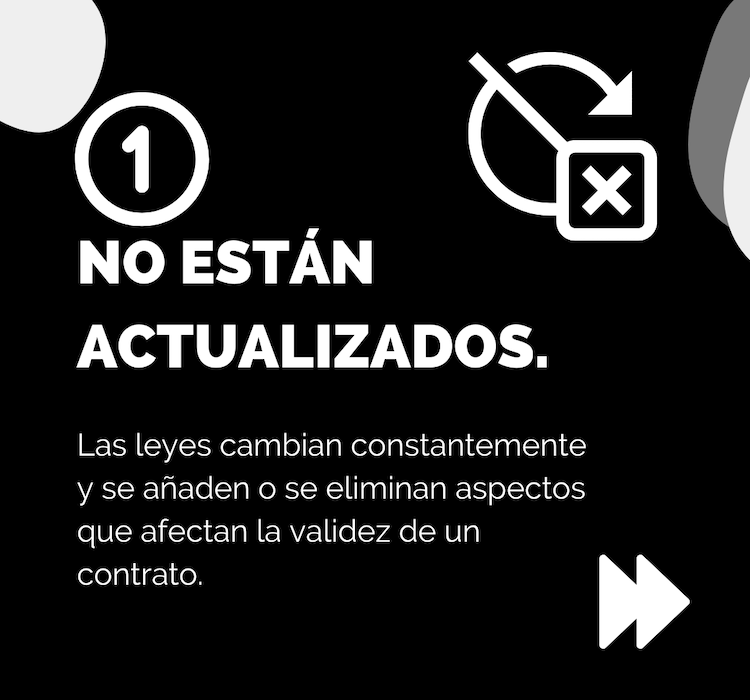 1
NO ESTÁN
ACTUALIZADOS.
Las leyes cambian constantemente
y se añaden o se eliminan aspectos
que afectan la validez de un
contrato.